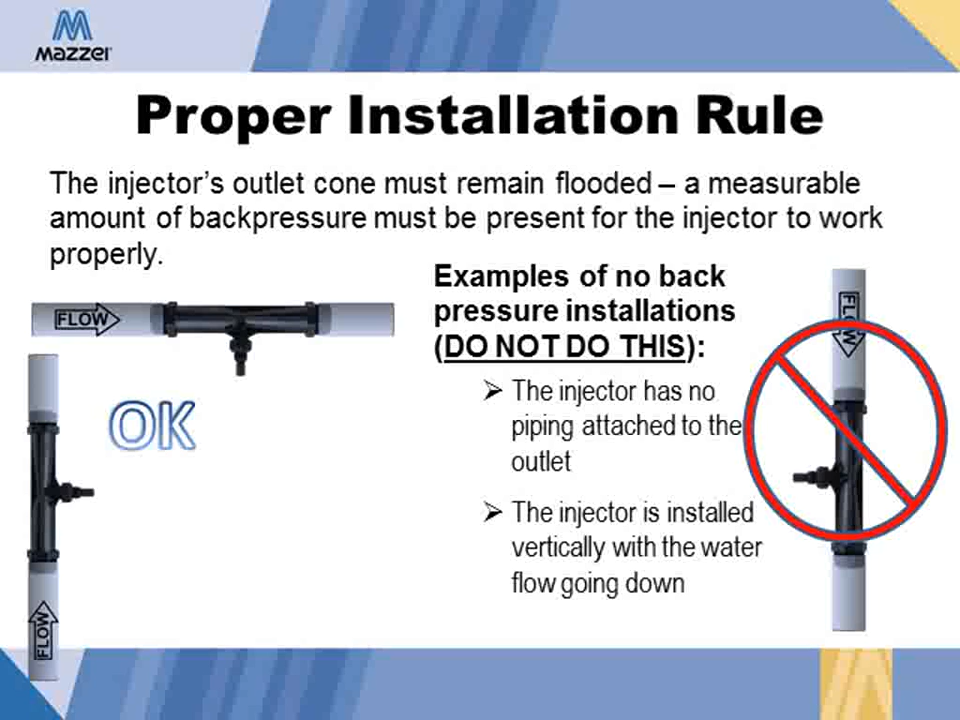 Mazzei
Proper Installation Rule
The injector's outlet cone must remain flooded – a measurable
amount of backpressure must be present for the injector to work
properly.
FLOW
OK
FLOW
Examples of no back
pressure installations
(DO NOT DO THIS):
The injector has no
piping attached to the
outlet
The injector is installed
vertically with the water
flow going down
FLOW